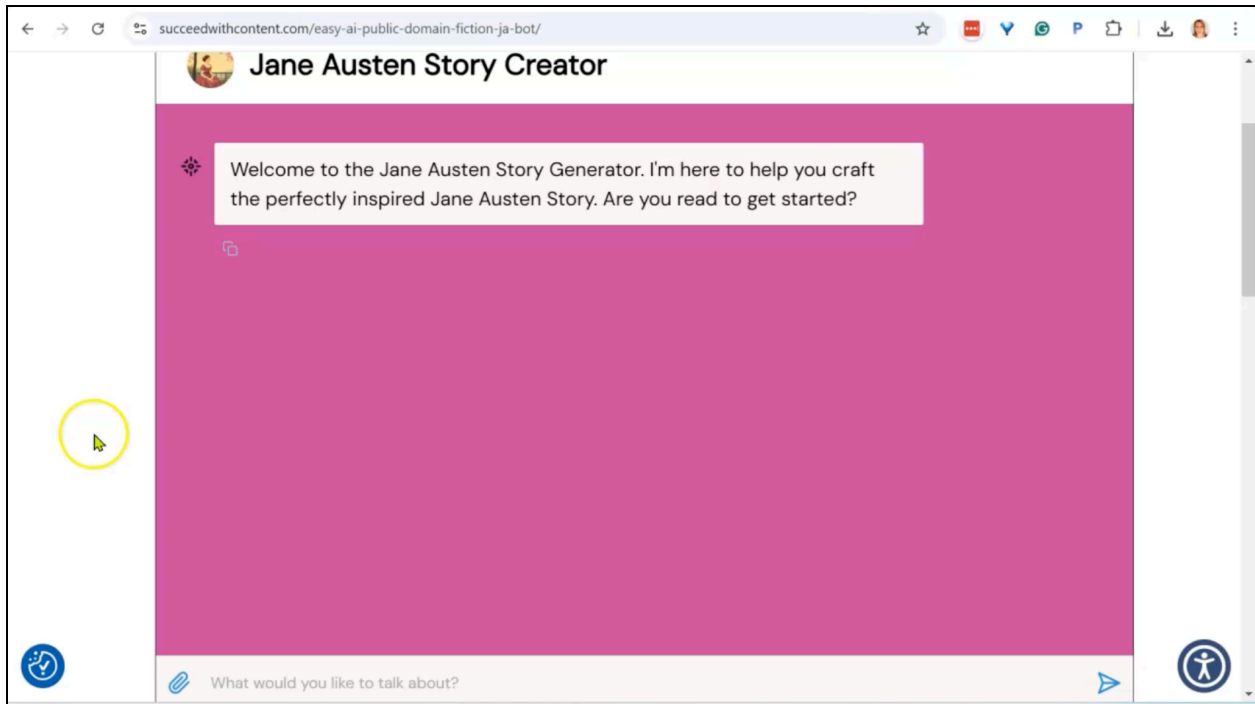 succeedwithcontent.com/easy-ai-public-domain-fiction-ja-bot/
Jane Austen Story Creator
Welcome to the Jane Austen Story Generator. I'm here to help you craft
the perfectly inspired Jane Austen Story. Are you read to get started?
What would you like to talk about?